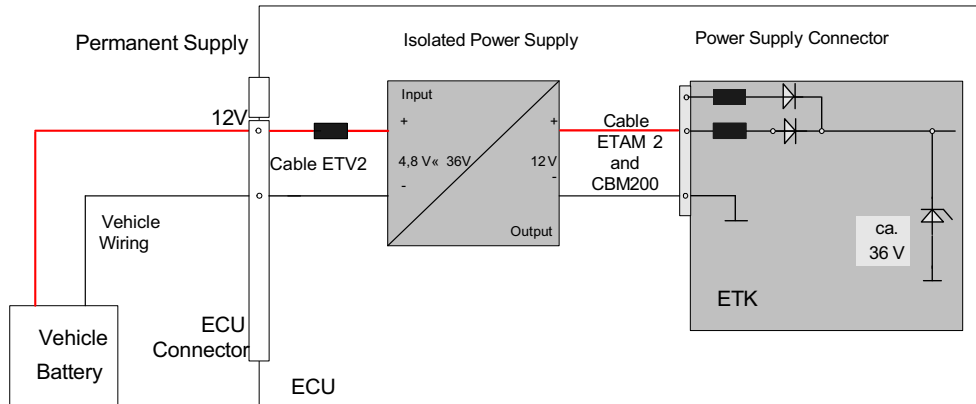 Permanent Supply
Isolated Power Supply
Power Supply Connector
12V
Input
+
+
4,8 V« 36V
12 V
-
-
Output
Cable ETV2
Cable
ETAM 2
and
CBM200
Vehicle
Wiring
ca.
36 V
ETK
Vehicle
Battery
ECU
Connector
ECU